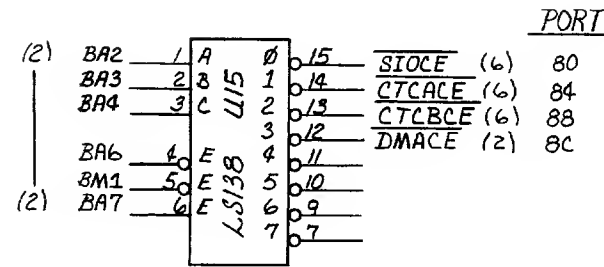 PORT
(2) BA2 1 A Ø 15 SIOCE (6) 80
BA3 2 B 1 14 CTCACE (6) 84
BA4 3 C 2 13 CTCBCE (6) 88
3 12 DMACE (2) 8C
BA6 4 E 4 11
BM1 5 E 5 10
(2) BA7 6 E 6 9
7 7
U15
LS138